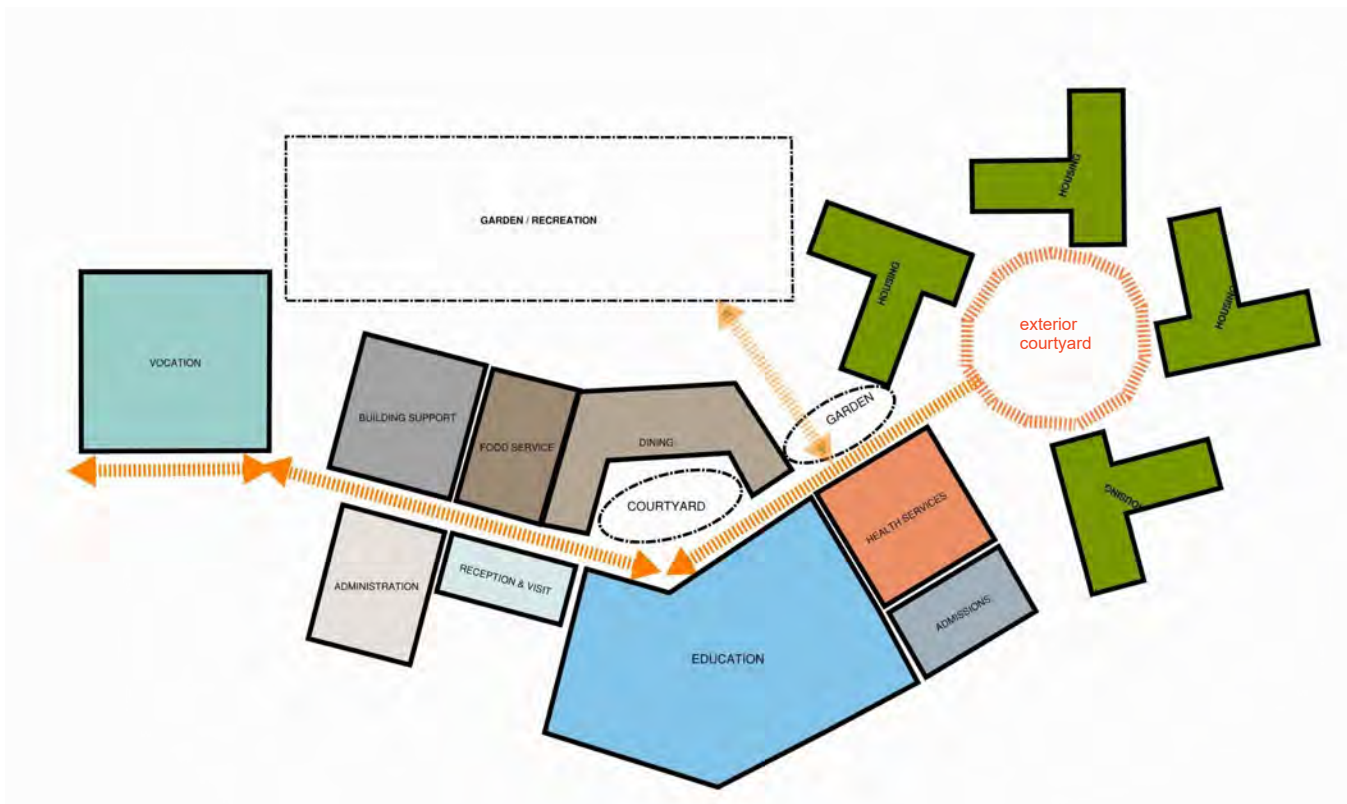 HOUSING
GARDEN / RECREATION
HOUSING
HOUSING
exterior
courtyard
VOCATION
GARDEN
BUILDING SUPPORT
FOOD SERVICE
DINING
COURTYARD
HOUSING
HEALTH SERVICES
ADMINISTRATION
RECEPTION & VISIT
ADMISSIONS
EDUCATION